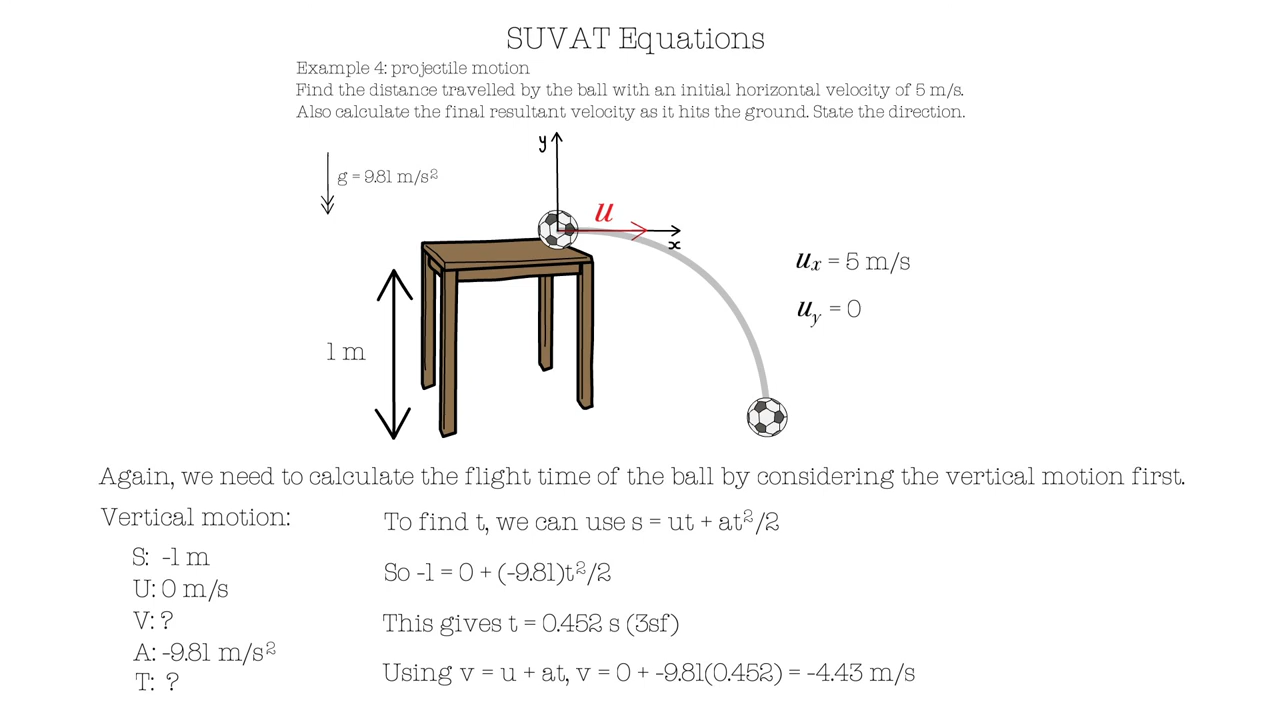 SUVAT Equations
Example 4: projectile motion
Find the distance travelled by the ball with an initial horizontal velocity of 5 m/s.
Also calculate the final resultant velocity as it hits the ground. State the direction.
y
g = 9.81 m/s²
u
x
uₓ = 5 m/s
u_y = 0
1 m
Again, we need to calculate the flight time of the ball by considering the vertical motion first.
Vertical motion:
S: -1 m
U: 0 m/s
V: ?
A: -9.81 m/s²
T: ?
To find t, we can use s = ut + at²/2
So -1 = 0 + (-9.81)t²/2
This gives t = 0.452 s (3sf)
Using v = u + at, v = 0 + -9.81(0.452) = -4.43 m/s